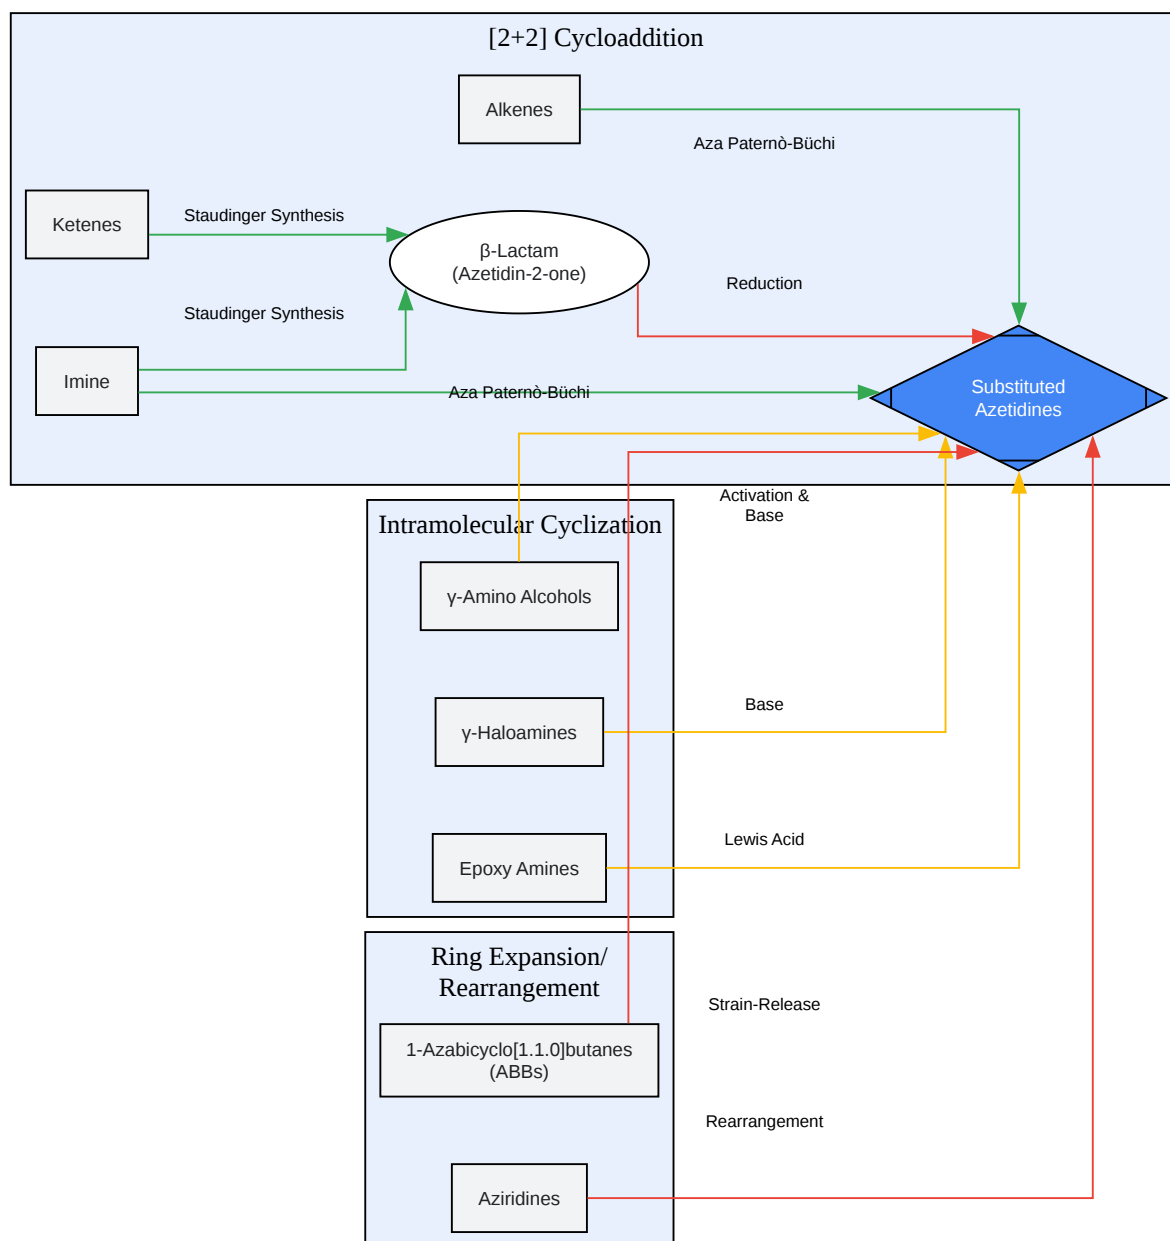 [2+2] Cycloaddition
Alkenes
Aza Paternò-Büchi
Ketenes
Staudinger Synthesis
β-Lactam
(Azetidin-2-one)
Reduction
Staudinger Synthesis
Imine
Aza Paternò-Büchi
Substituted
Azetidines
Activation &
Base
Intramolecular Cyclization
γ-Amino Alcohols
γ-Haloamines
Base
Epoxy Amines
Lewis Acid
Ring Expansion/
Rearrangement
Strain-Release
1-Azabicyclo[1.1.0]butanes
(ABBs)
Rearrangement
Aziridines